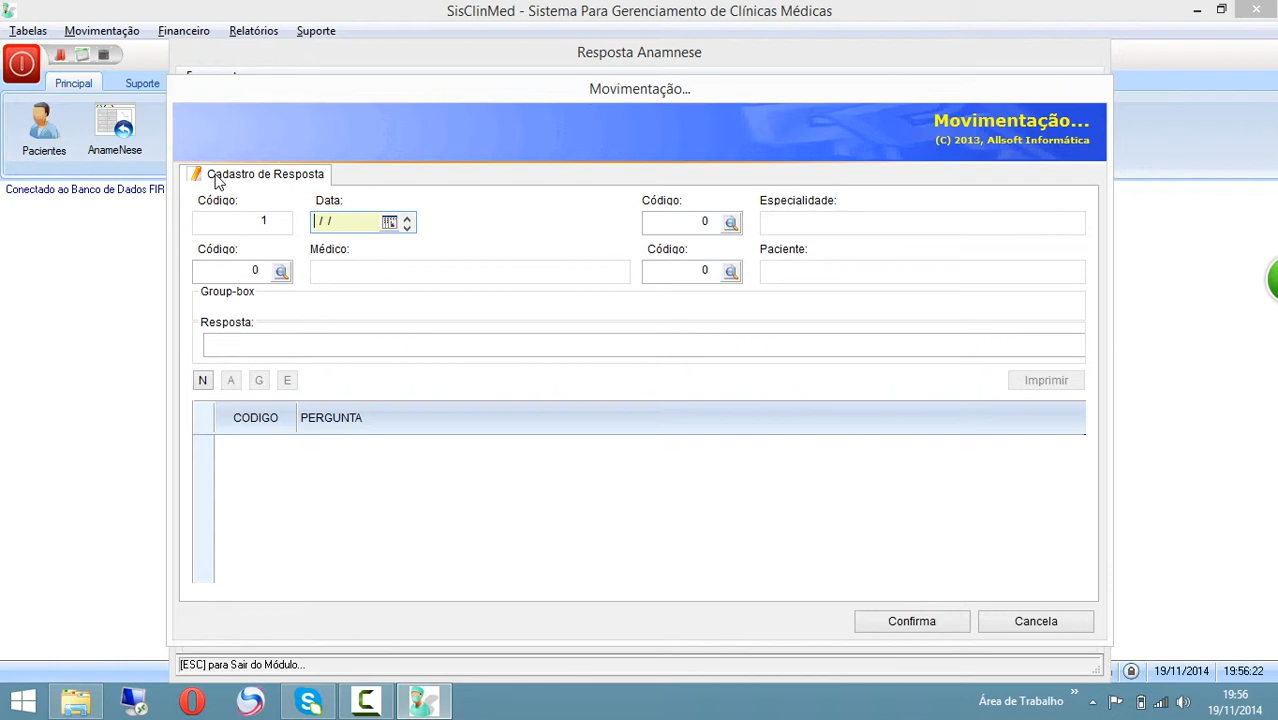 SisClinMed - Sistema Para Gerenciamento de Clínicas Médicas
Tabelas Movimentação Financeiro Relatórios Suporte
Resposta Anamnese
Principal Suporte
Movimentação...
Movimentação...
(C) 2013, Allsoft Informática
Pacientes AnameNese
Conectado ao Banco de Dados FIR
Cadastro de Resposta
Código: Data: Código: Especialidade:
1 / / 0
Código: Médico: Código: Paciente:
0 0
Group-box
Resposta:
N A G E Imprimir
CODIGO PERGUNTA
Confirma Cancela
[ESC] para Sair do Módulo...
19/11/2014 19:56:22
Área de Trabalho
19:56
19/11/2014